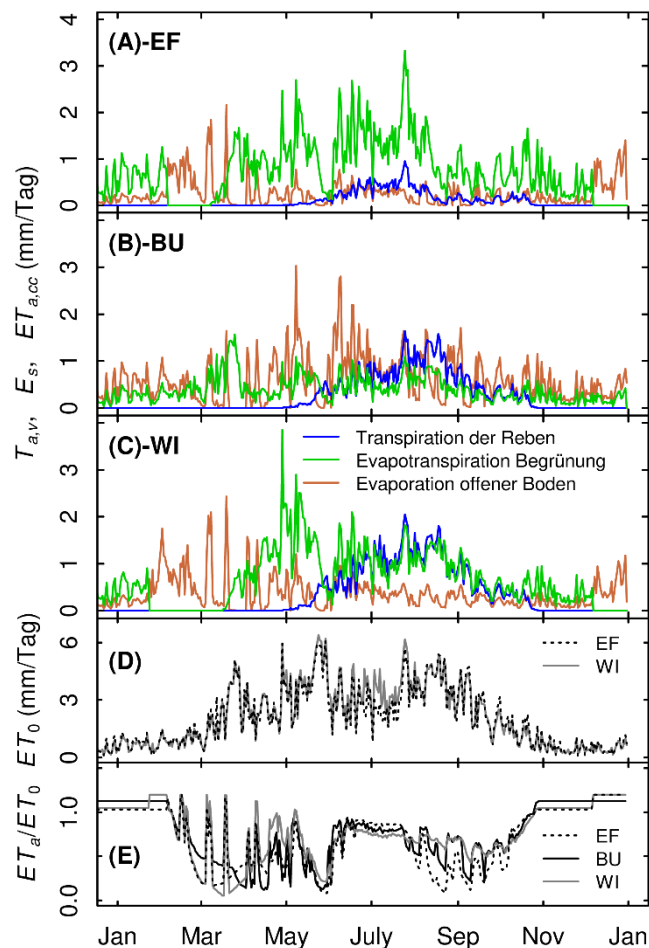 (A)-EF
4
3
2
1
0
(B)-BU
3
2
1
0
T_{a,v}, E_s, ET_{a,cc} (mm/Tag)
(C)-WI
Transpiration der Reben
Evapotranspiration Begrünung
Evaporation offener Boden
3
2
1
0
(D)
EF
WI
6
3
0
ET_0 (mm/Tag)
(E)
EF
BU
WI
1.0
0.0
ET_a/ET_0
Jan Mar May July Sep Nov Jan